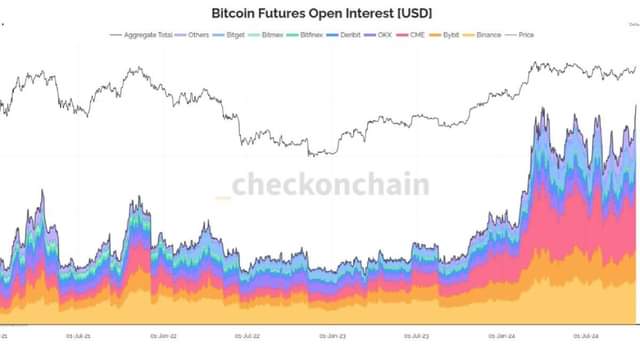 Bitcoin Futures Open Interest [USD]
Aggregate Total Others Bitget Bitmex Bitfinex Deribit OKX CME Bybit Binance Price
checkonchain
21 01-Jul-21 01-Jan-22 01-Jul-22 01-Jan-23 01-Jul-23 01-Jan-24 01-Jul-24